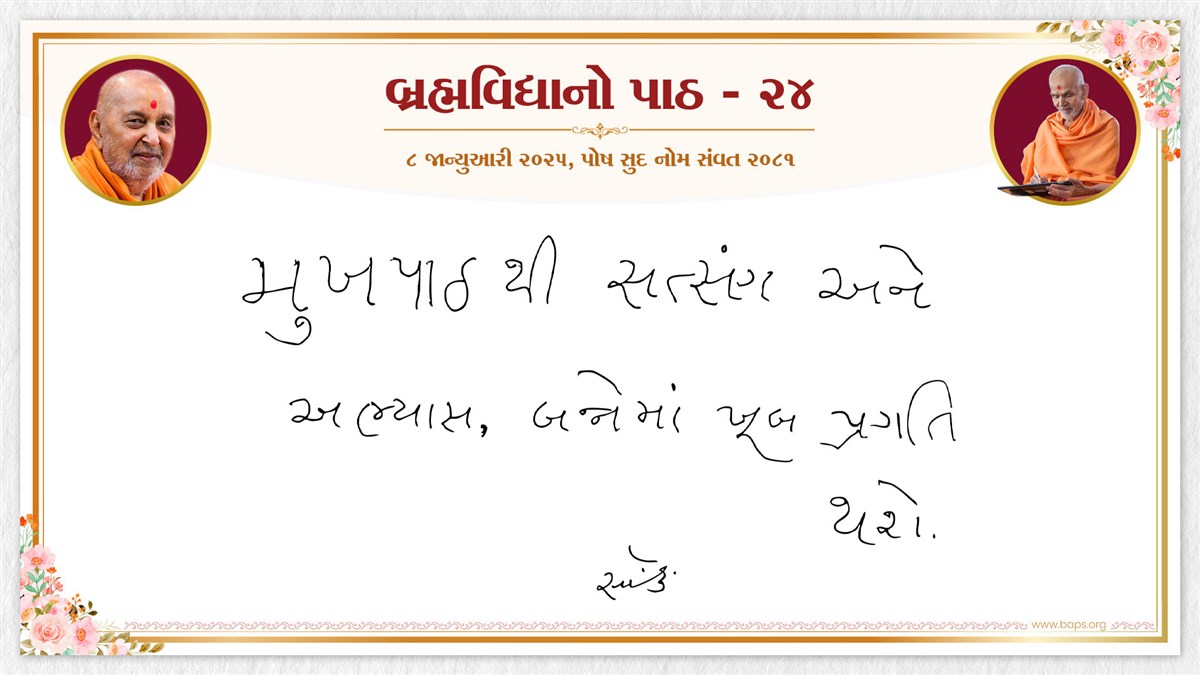 બ્રહ્મવિદ્યાનો પાઠ - ૨૪
૮ જાન્યુઆરી ૨૦૨૫, પોષ સુદ નોમ સંવત ૨૦૮૧
મુખપાઠથી સત્સંગ અને
અભ્યાસ, બન્નેમાં ખૂબ પ્રગતિ
થશે.
www.baps.org